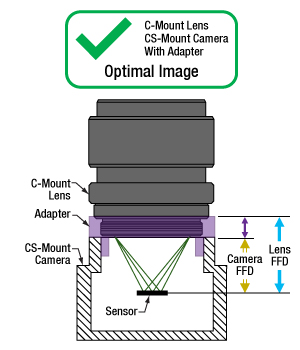 C-Mount Lens
CS-Mount Camera
With Adapter
Optimal Image
C-Mount
Lens
Adapter
CS-Mount
Camera
Camera
FFD
Lens
FFD
Sensor